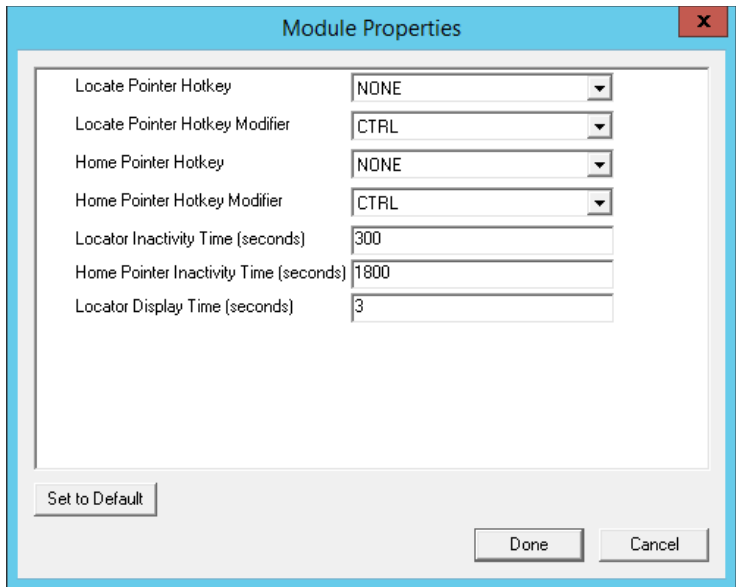 Module Properties
x
Locate Pointer Hotkey NONE
Locate Pointer Hotkey Modifier CTRL
Home Pointer Hotkey NONE
Home Pointer Hotkey Modifier CTRL
Locator Inactivity Time (seconds) 300
Home Pointer Inactivity Time (seconds) 1800
Locator Display Time (seconds) 3
Set to Default
Done Cancel